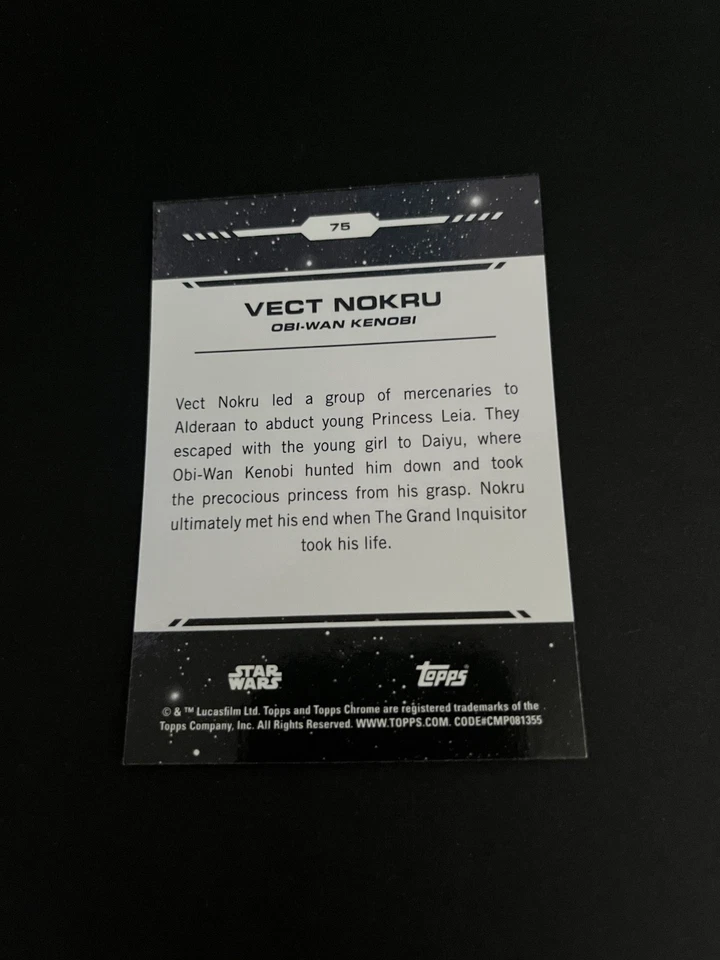 75
VECT NOKRU
OBI-WAN KENOBI
Vect Nokru led a group of mercenaries to
Alderaan to abduct young Princess Leia. They
escaped with the young girl to Daiyu, where
Obi-Wan Kenobi hunted him down and took
the precocious princess from his grasp. Nokru
ultimately met his end when The Grand Inquisitor
took his life.
STAR
WARS
Topps
© & ™ Lucasfilm Ltd. Topps and Topps Chrome are registered trademarks of the
Topps Company, Inc. All Rights Reserved. WWW.TOPPS.COM. CODE#CMP081355